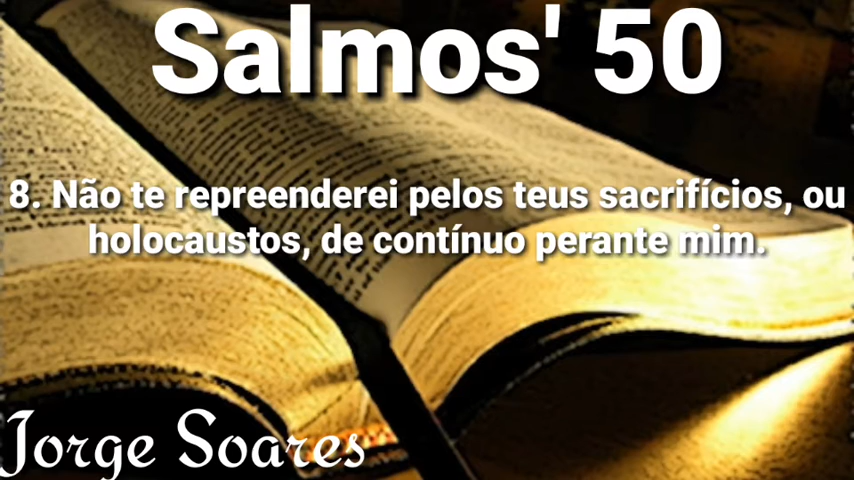 Salmos' 50
8. Não te repreenderei pelos teus sacrifícios, ou
holocaustos, de contínuo perante mim.
Jorge Soares